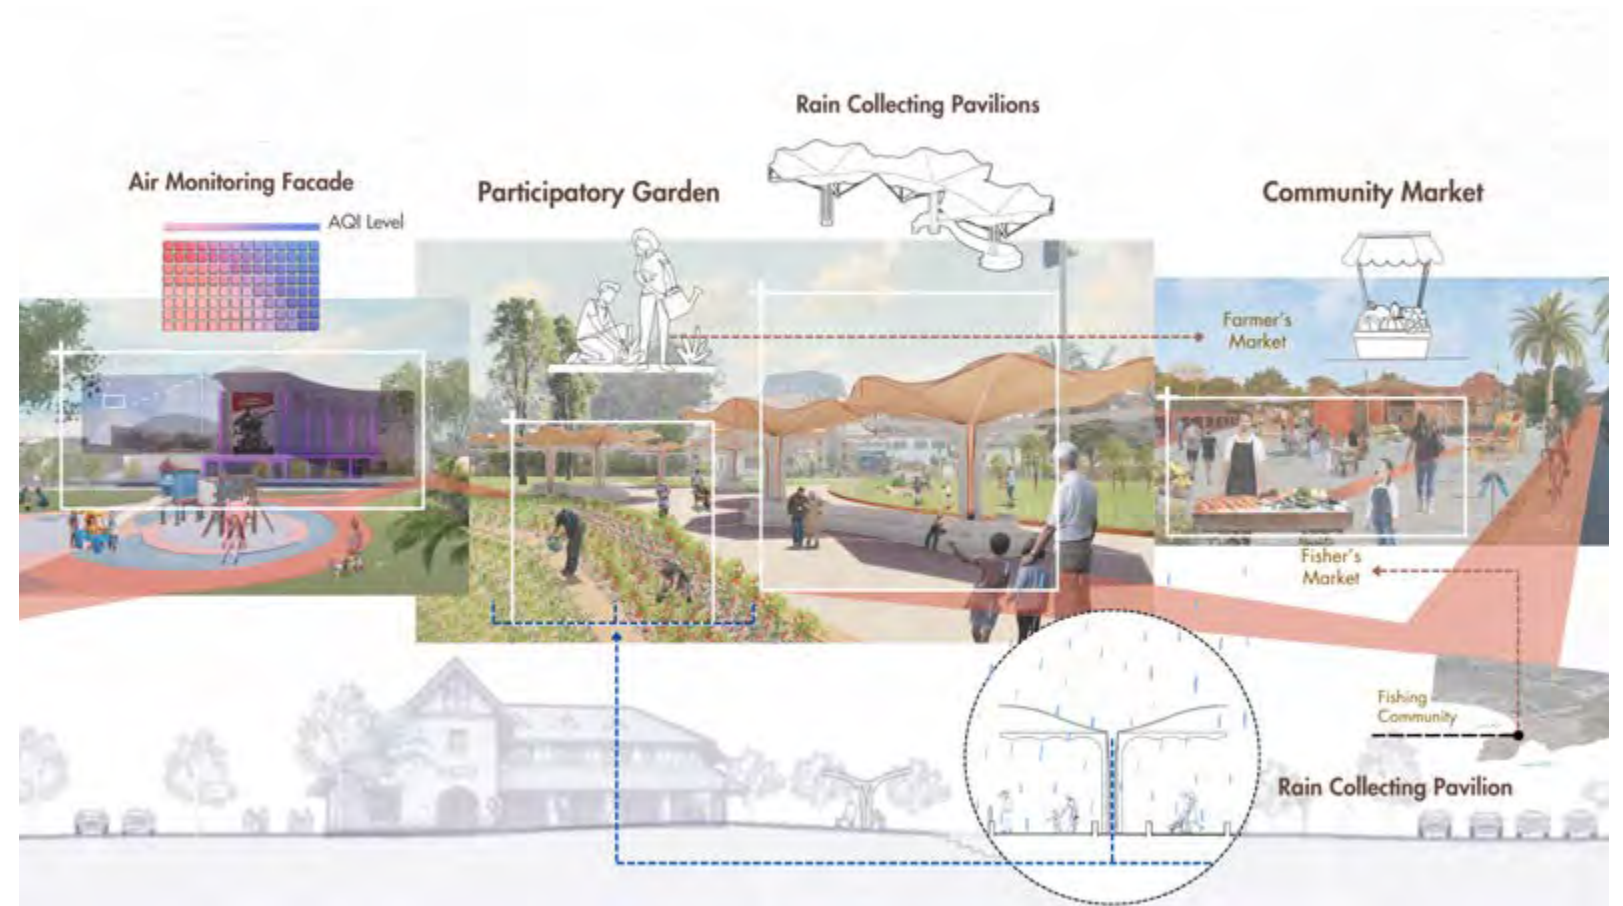 Rain Collecting Pavilions
Air Monitoring Facade
AQI Level
Participatory Garden
Community Market
Farmer's
Market
Fisher's
Market
Fishing
Community
Rain Collecting Pavilion